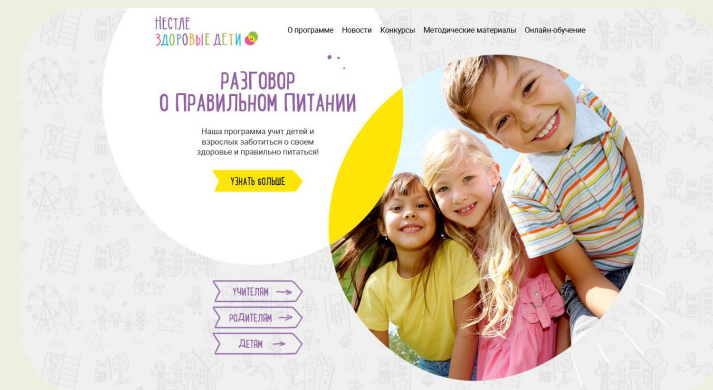 НЕСТЛЕ
ЗДОРОВЫЕ ДЕТИ
О программе Новости Конкурсы Методические материалы Онлайн-обучение
РАЗГОВОР
О ПРАВИЛЬНОМ ПИТАНИИ
Наша программа учит детей и
взрослых заботиться о своем
здоровье и правильно питаться!
УЗНАТЬ БОЛЬШЕ
УЧИТЕЛЯМ
РОДИТЕЛЯМ
ДЕТЯМ